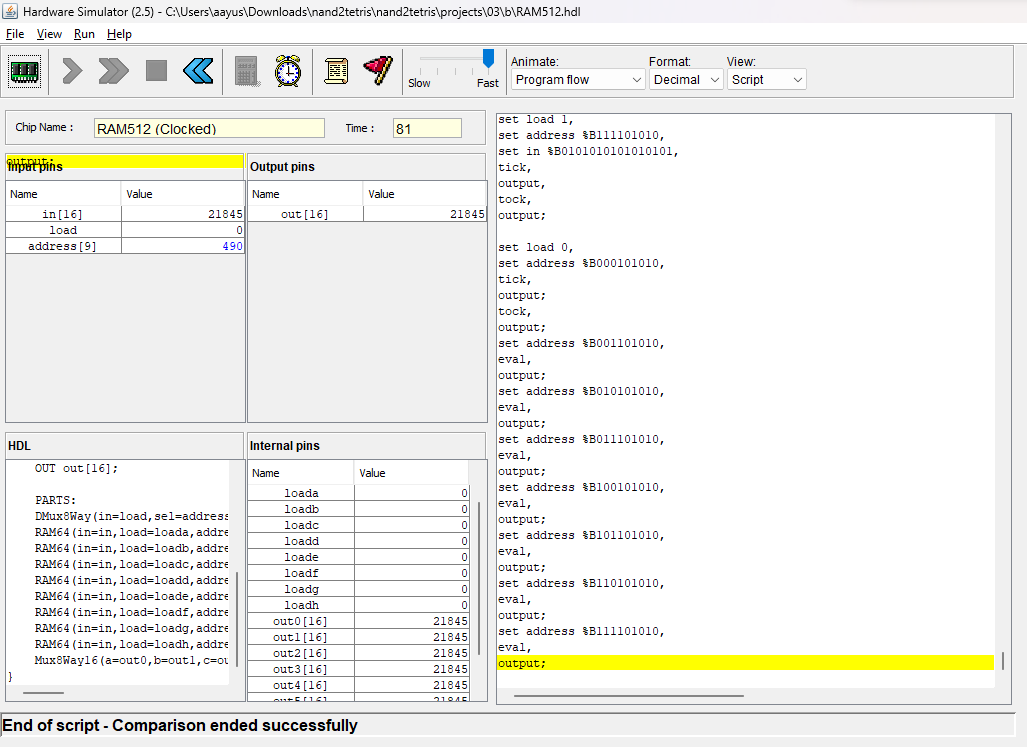 Hardware Simulator (2.5) - C:\Users\aayus\Downloads\nand2tetris\nand2tetris\projects\03\b\RAM512.hdl
File View Run Help
Slow Fast
Animate: Format: View:
Program flow Decimal Script
Chip Name : RAM512 (Clocked) Time : 81
output;
Input pins
Name Value
in[16] 21845
load 0
address[9] 490
Output pins
Name Value
out[16] 21845
HDL
OUT out[16];
PARTS:
DMux8Way(in=load,sel=address
RAM64(in=in,load=loada,addre
RAM64(in=in,load=loadb,addre
RAM64(in=in,load=loadc,addre
RAM64(in=in,load=loadd,addre
RAM64(in=in,load=loade,addre
RAM64(in=in,load=loadf,addre
RAM64(in=in,load=loadg,addre
RAM64(in=in,load=loadh,addre
Mux8Way16(a=out0,b=out1,c=ou
}
Internal pins
Name Value
loada 0
loadb 0
loadc 0
loadd 0
loade 0
loadf 0
loadg 0
loadh 0
out0[16] 21845
out1[16] 21845
out2[16] 21845
out3[16] 21845
out4[16] 21845
out5[16] 21845
set load 1,
set address %B111101010,
set in %B0101010101010101,
tick,
output,
tock,
output;
set load 0,
set address %B000101010,
tick,
output;
tock,
output;
set address %B001101010,
eval,
output;
set address %B010101010,
eval,
output;
set address %B011101010,
eval,
output;
set address %B100101010,
eval,
output;
set address %B101101010,
eval,
output;
set address %B110101010,
eval,
output;
set address %B111101010,
eval,
output;
End of script - Comparison ended successfully